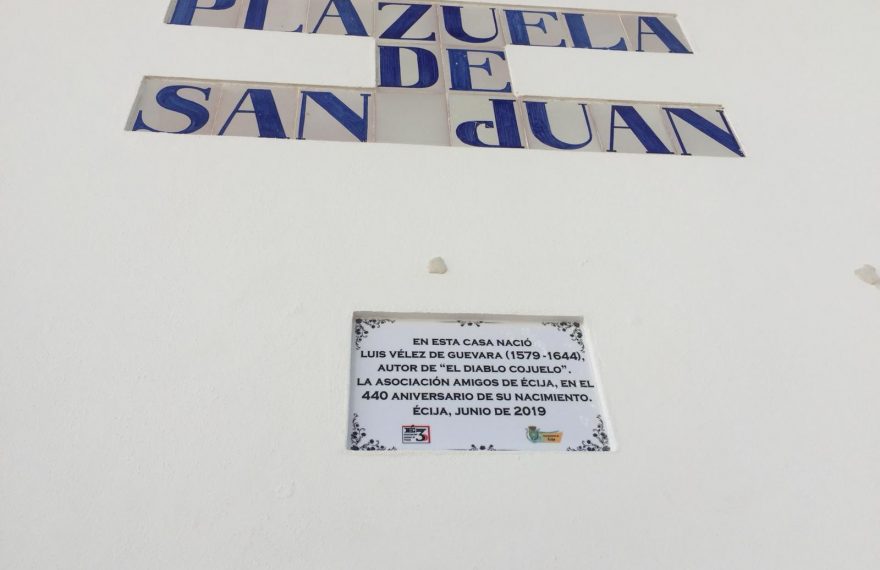 PLAZUELA
DE
SAN JUAN
EN ESTA CASA NACIÓ
LUIS VÉLEZ DE GUEVARA (1579 -1644),
AUTOR DE "EL DIABLO COJUELO".
LA ASOCIACIÓN AMIGOS DE ÉCIJA, EN EL
440 ANIVERSARIO DE SU NACIMIENTO.
ÉCIJA, JUNIO DE 2019